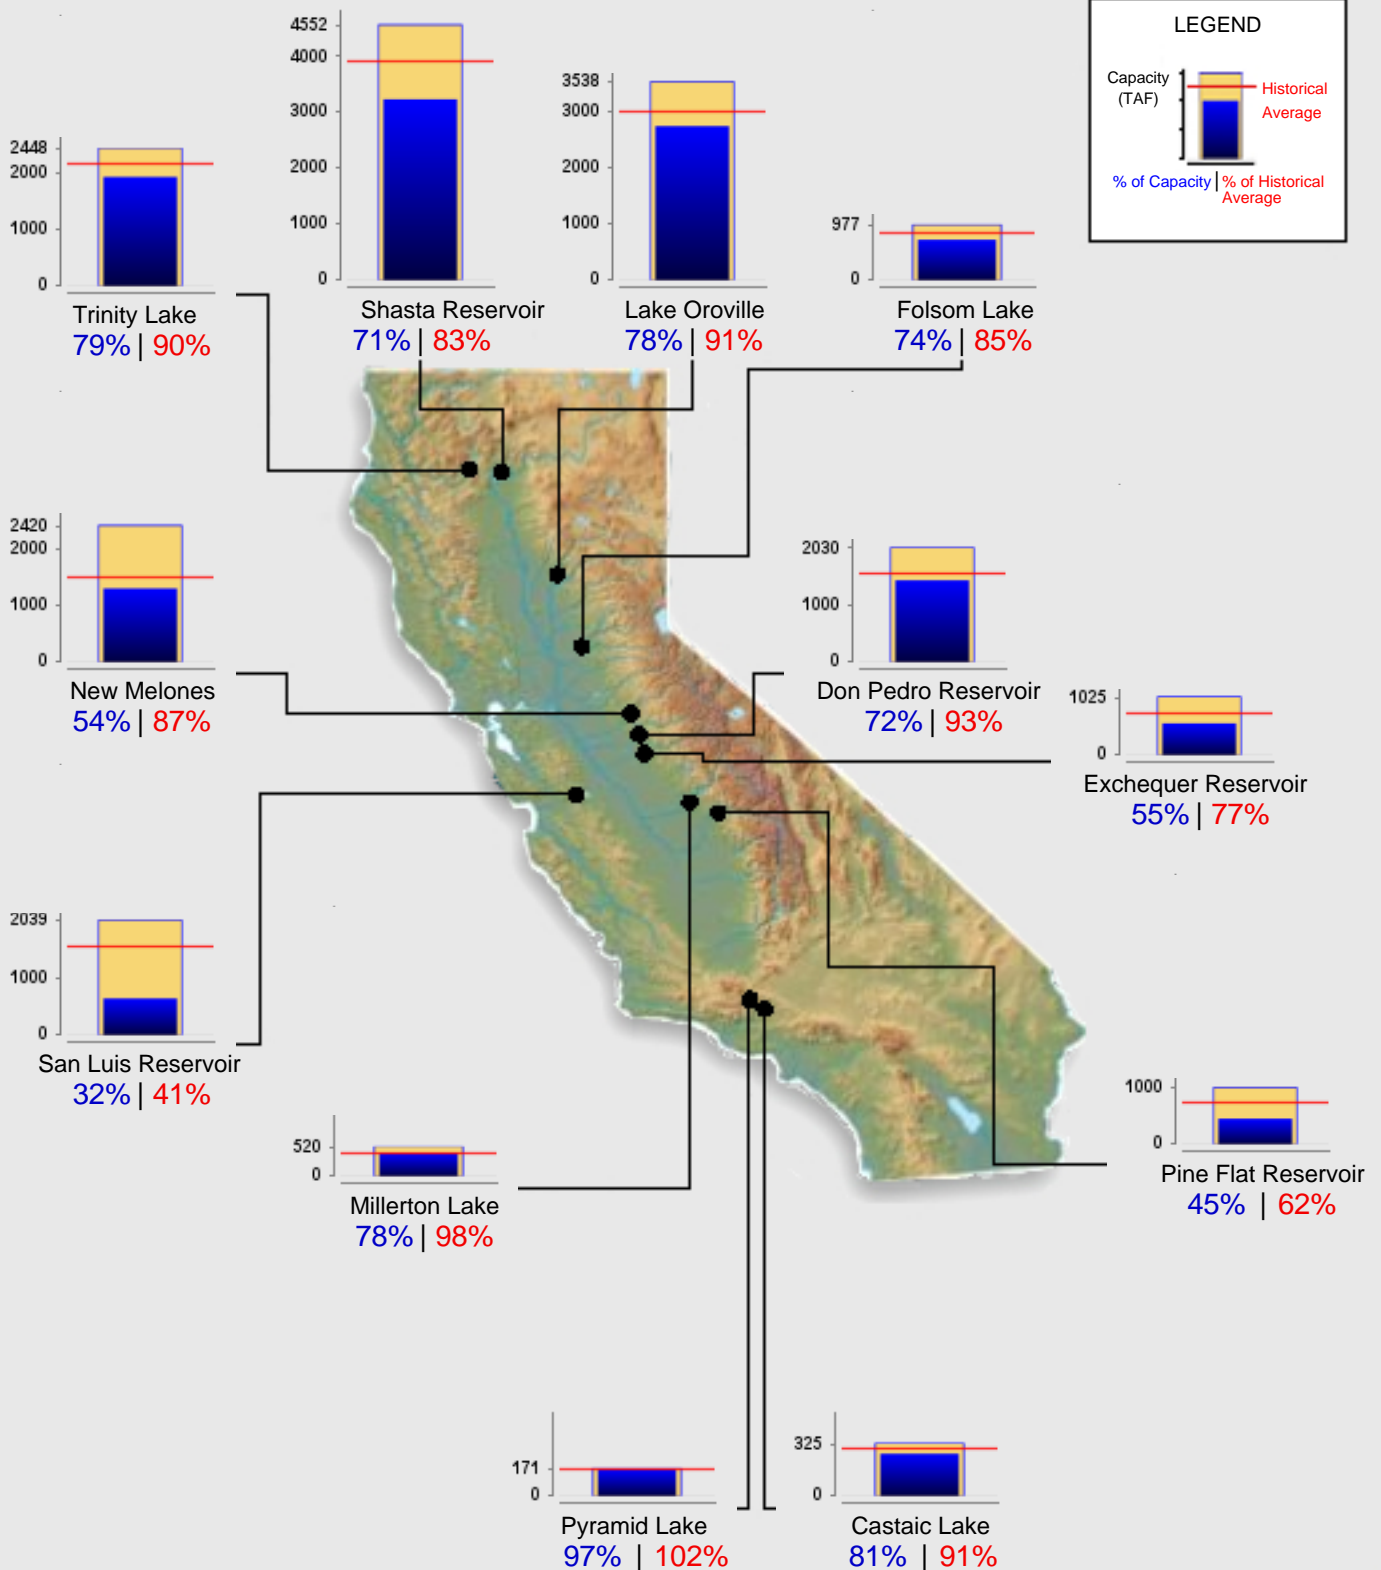 LEGEND
Capacity
(TAF)
Historical
Average
% of Capacity | % of Historical
Average
4552
4000
3000
2000
1000
0
Shasta Reservoir
71% | 83%
3538
3000
2000
1000
0
Lake Oroville
78% | 91%
2448
2000
1000
0
Trinity Lake
79% | 90%
977
0
Folsom Lake
74% | 85%
2420
2000
1000
0
New Melones
54% | 87%
2030
1000
0
Don Pedro Reservoir
72% | 93%
1025
0
Exchequer Reservoir
55% | 77%
2039
1000
0
San Luis Reservoir
32% | 41%
520
0
Millerton Lake
78% | 98%
1000
0
Pine Flat Reservoir
45% | 62%
171
0
Pyramid Lake
97% | 102%
325
0
Castaic Lake
81% | 91%